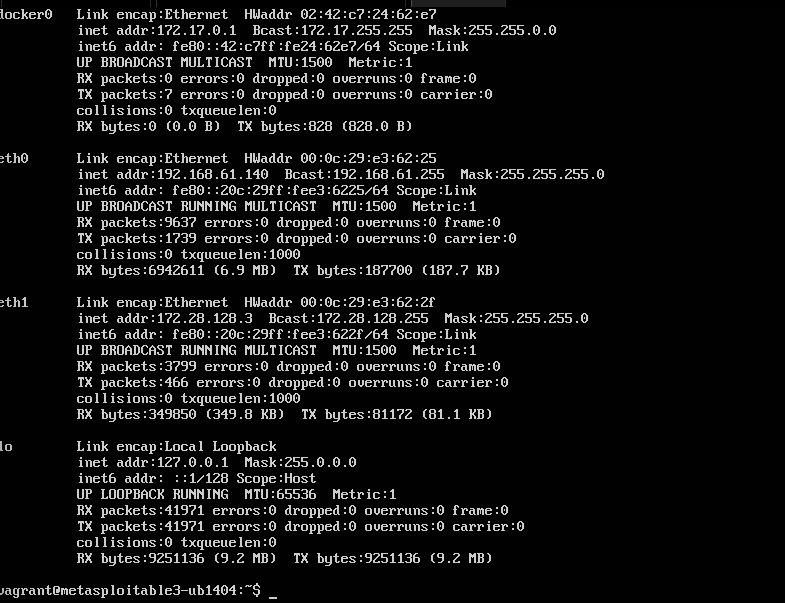 docker0 Link encap:Ethernet HWaddr 02:42:c7:24:62:e7
inet addr:172.17.0.1 Bcast:172.17.255.255 Mask:255.255.0.0
inet6 addr: fe80::42:c7ff:fe24:62e7/64 Scope:Link
UP BROADCAST MULTICAST MTU:1500 Metric:1
RX packets:0 errors:0 dropped:0 overruns:0 frame:0
TX packets:7 errors:0 dropped:0 overruns:0 carrier:0
collisions:0 txqueuelen:0
RX bytes:0 (0.0 B) TX bytes:828 (828.0 B)
eth0 Link encap:Ethernet HWaddr 00:0c:29:e3:62:25
inet addr:192.168.61.140 Bcast:192.168.61.255 Mask:255.255.255.0
inet6 addr: fe80::20c:29ff:fee3:6225/64 Scope:Link
UP BROADCAST RUNNING MULTICAST MTU:1500 Metric:1
RX packets:9637 errors:0 dropped:0 overruns:0 frame:0
TX packets:1739 errors:0 dropped:0 overruns:0 carrier:0
collisions:0 txqueuelen:1000
RX bytes:6942611 (6.9 MB) TX bytes:187700 (187.7 KB)
eth1 Link encap:Ethernet HWaddr 00:0c:29:e3:62:2f
inet addr:172.28.128.3 Bcast:172.28.128.255 Mask:255.255.255.0
inet6 addr: fe80::20c:29ff:fee3:622f/64 Scope:Link
UP BROADCAST RUNNING MULTICAST MTU:1500 Metric:1
RX packets:3799 errors:0 dropped:0 overruns:0 frame:0
TX packets:466 errors:0 dropped:0 overruns:0 carrier:0
collisions:0 txqueuelen:1000
RX bytes:349850 (349.8 KB) TX bytes:81172 (81.1 KB)
lo Link encap:Local Loopback
inet addr:127.0.0.1 Mask:255.0.0.0
inet6 addr: ::1/128 Scope:Host
UP LOOPBACK RUNNING MTU:65536 Metric:1
RX packets:41971 errors:0 dropped:0 overruns:0 frame:0
TX packets:41971 errors:0 dropped:0 overruns:0 carrier:0
collisions:0 txqueuelen:0
RX bytes:9251136 (9.2 MB) TX bytes:9251136 (9.2 MB)
vagrant@metasploitable3-ub1404:~$ _